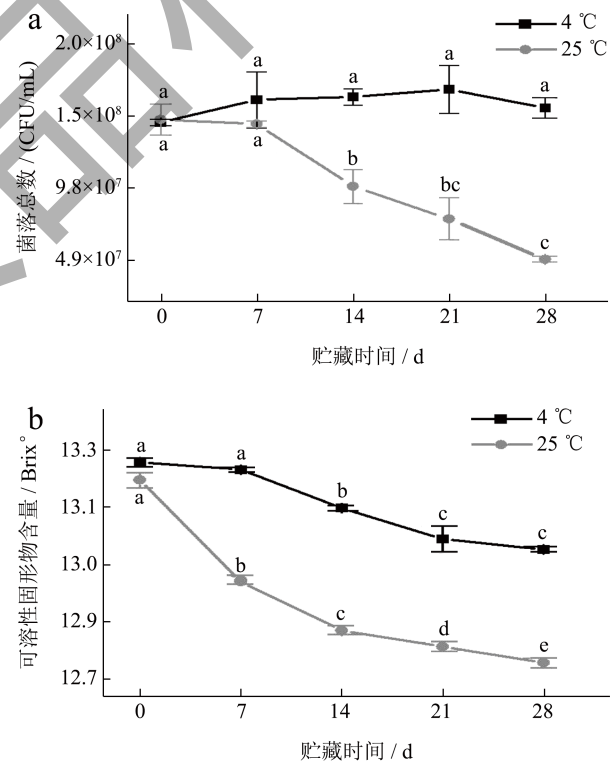 a
4 ℃
25 ℃
菌落总数 / (CFU/mL)
2.0×10⁸
1.5×10⁸
9.8×10⁷
4.9×10⁷
a
a
a
a
a
a
a
b
bc
c
0 7 14 21 28
贮藏时间 / d
b
4 ℃
25 ℃
可溶性固形物含量 / Brix°
13.3
13.1
13.0
12.9
12.7
a
a
b
c
c
a
b
c
d
e
0 7 14 21 28
贮藏时间 / d